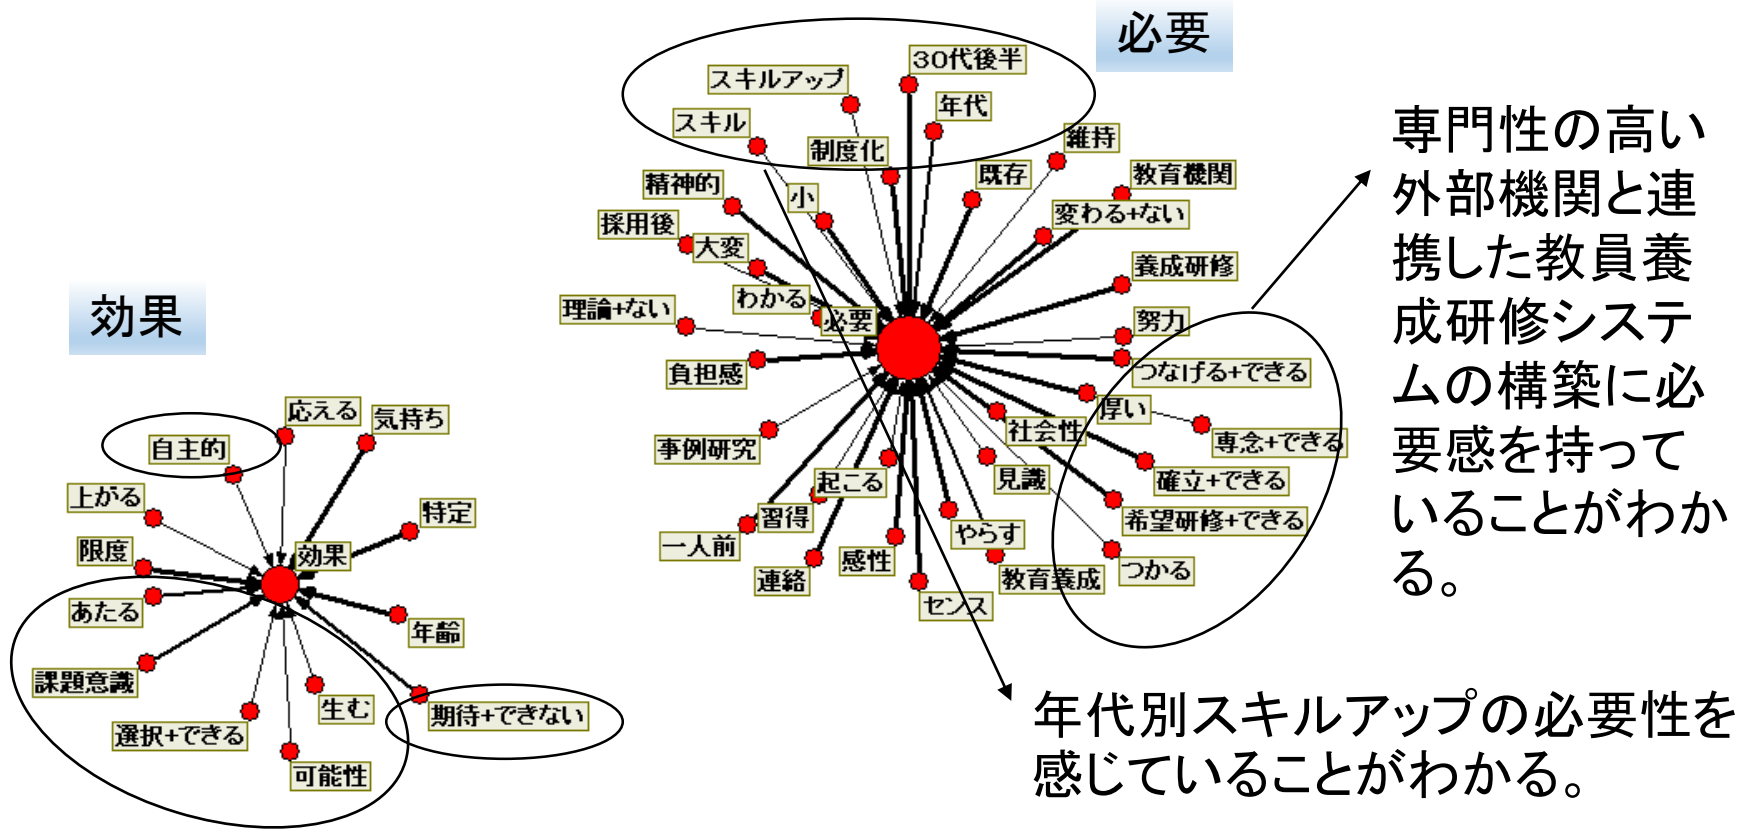 必要
30代後半
スキルアップ
年代
スキル
制度化
維持
精神的
小
既存
教育機関
採用後
大変
変わる+ない
養成研修
理論+ない
わかる
必要
努力
負担感
つなげる+できる
厚い
社会性
専念+できる
事例研究
起こる
見識
確立+できる
習得
やらす
希望研修+できる
一人前
連絡
感性
教育養成
つかる
センス
専門性の高い
外部機関と連
携した教員養
成研修システ
ムの構築に必
要感を持って
いることがわか
る。
年代別スキルアップの必要性を
感じていることがわかる。
効果
応える
気持ち
自主的
上がる
特定
限度
効果
あたる
年齢
課題意識
生む
期待+できない
選択+できる
可能性